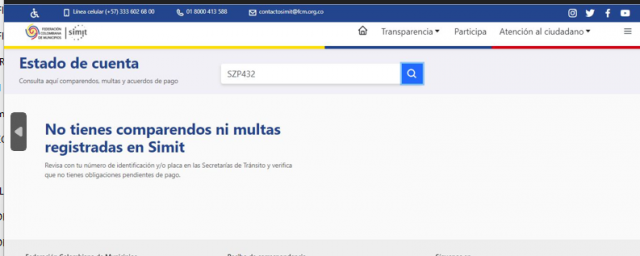 Línea celular (+57) 333 602 68 00
01 8000 413 588
contactosimit@fcm.org.co
FEDERACIÓN COLOMBIANA DE MUNICIPIOS
simit
Transparencia
Participa
Atención al ciudadano
Estado de cuenta
Consulta aquí comparendos, multas y acuerdos de pago
SZP432
No tienes comparendos ni multas
registradas en Simit
Revisa con tu número de identificación y/o placa en las Secretarías de Tránsito y verifica
que no tienes obligaciones pendientes de pago.